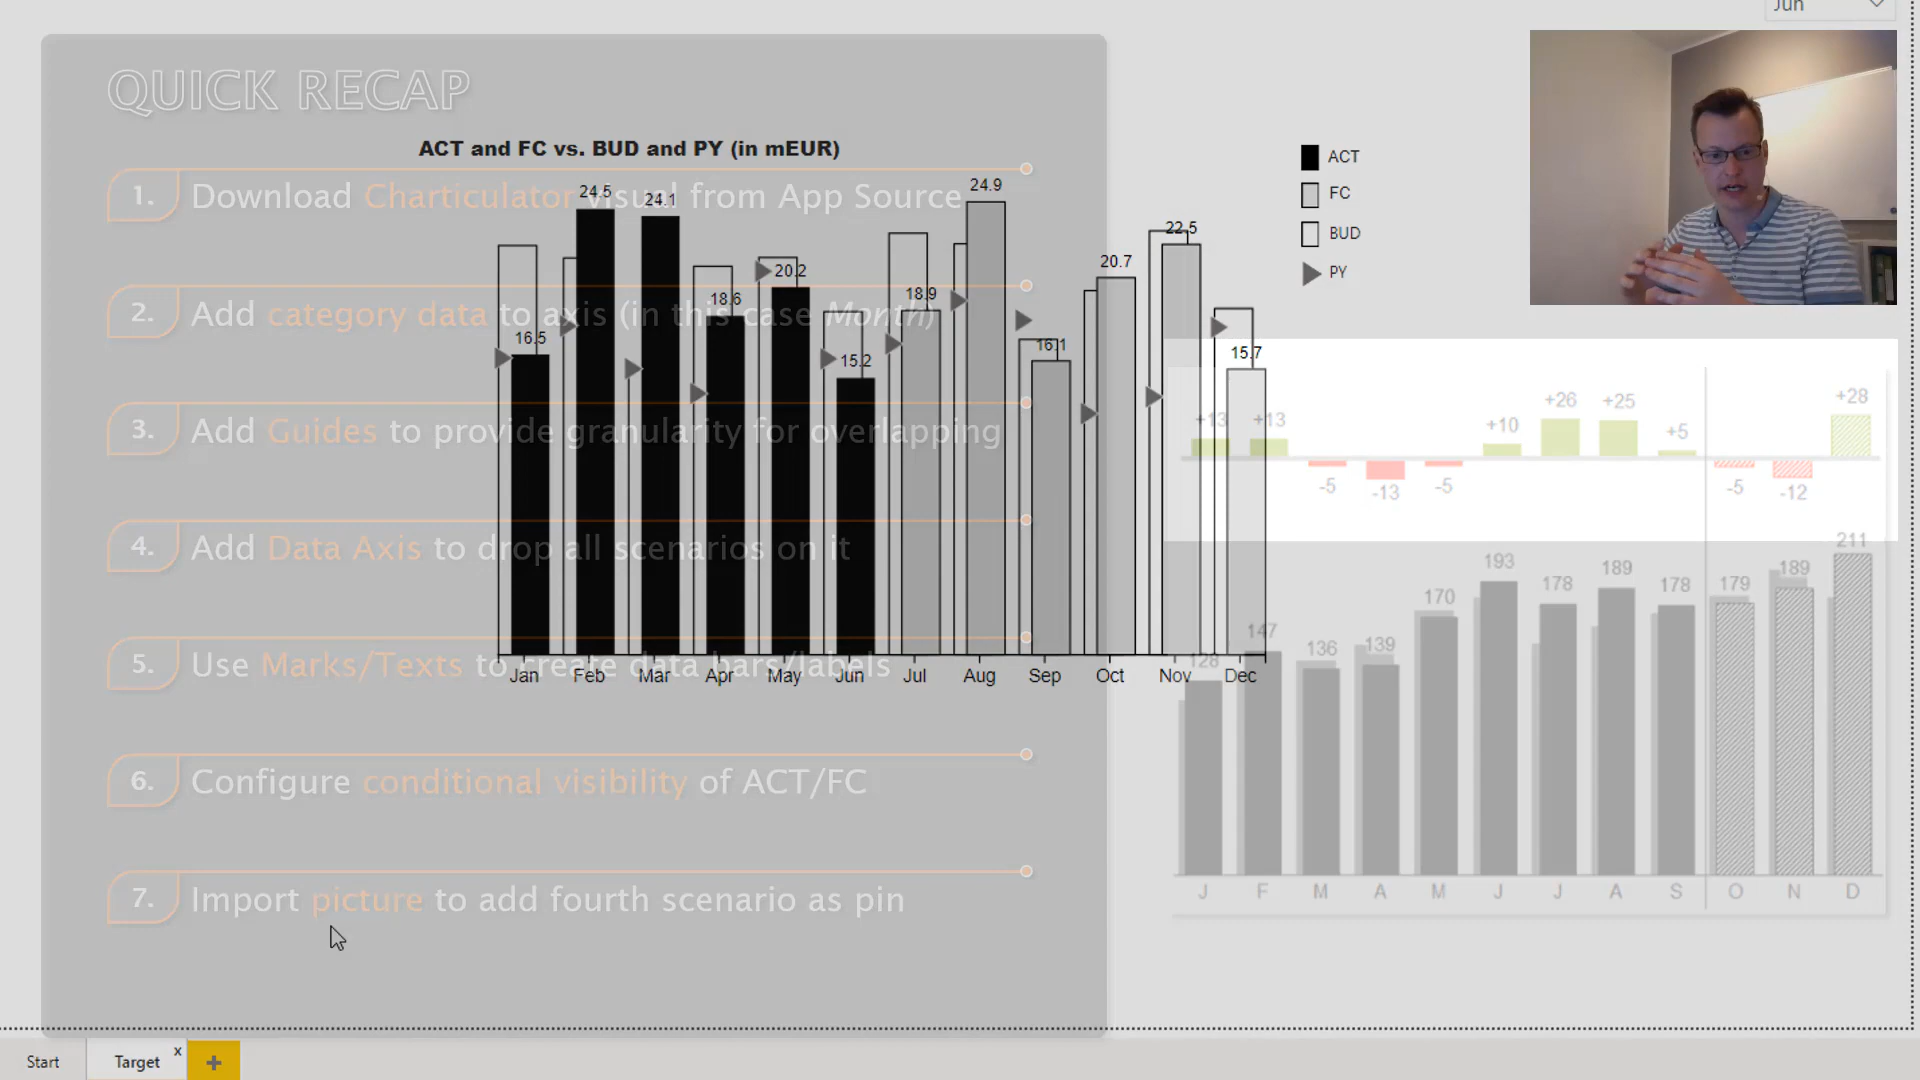 Jun
QUICK RECAP
ACT and FC vs. BUD and PY (in mEUR)
1. Download Charticulator visual from App Source
2. Add category data to axis (in this case Month)
3. Add Guides to provide granularity for overlapping
4. Add Data Axis to drop all scenarios on it
5. Use Marks/Texts to create data bars/labels
6. Configure conditional visibility of ACT/FC
7. Import picture to add fourth scenario as pin
16.5 24.5 24.1 18.6 20.2 15.2 18.9 24.9 16.1 20.7 22.5 15.7
Jan Feb Mar Apr May Jun Jul Aug Sep Oct Nov Dec
ACT
FC
BUD
PY
+13 +13 -5 -13 -5 +10 +26 +25 +5 -5 -12 +28
128 147 136 139 170 193 178 189 178 179 189 211
J F M A M J J A S O N D
Start Target x +